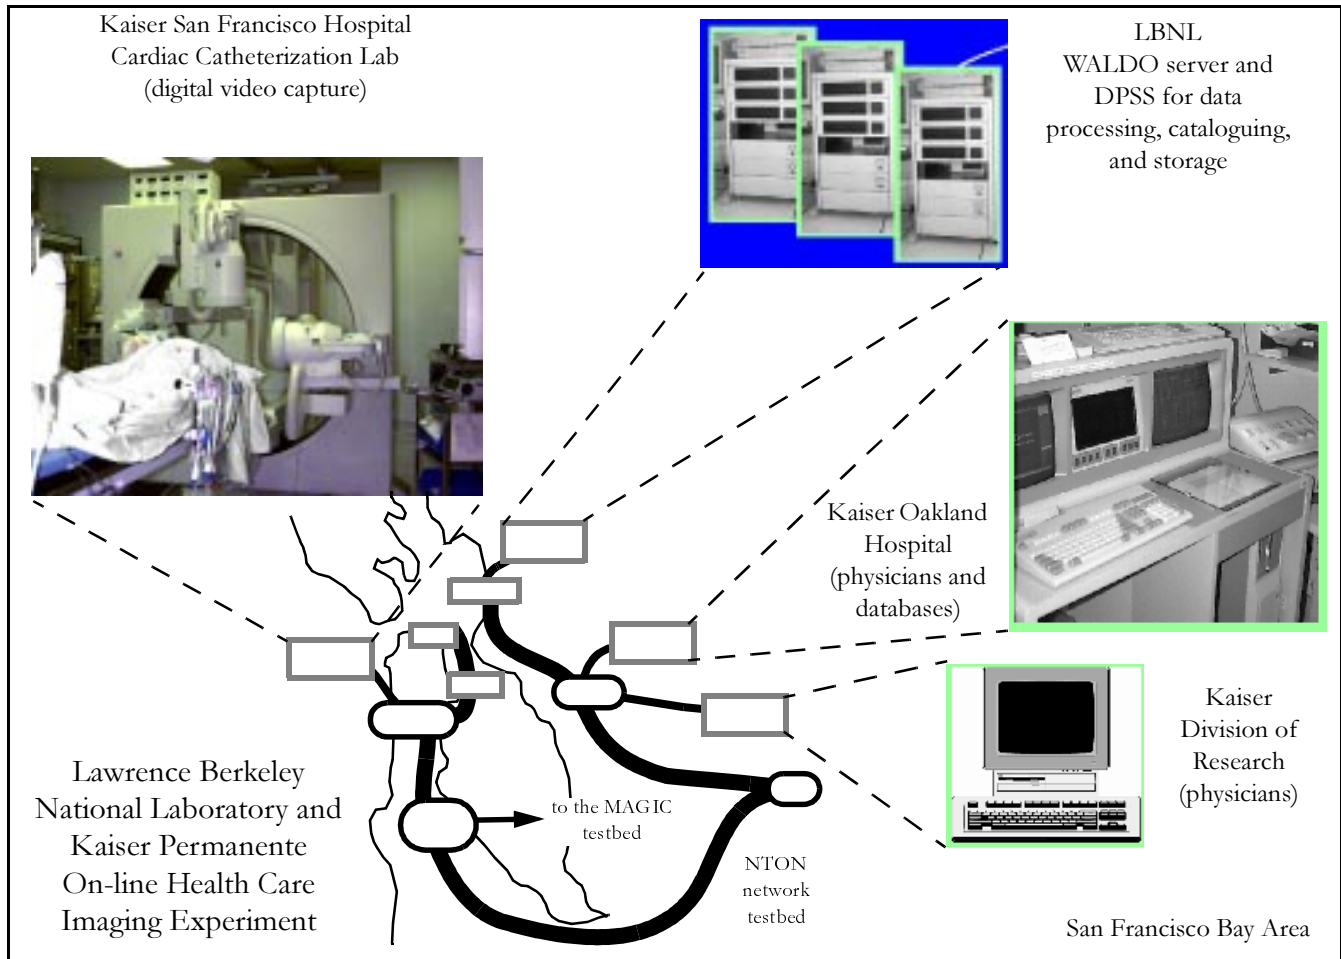 Kaiser San Francisco Hospital
Cardiac Catheterization Lab
(digital video capture)
LBNL
WALDO server and
DPSS for data
processing, cataloguing,
and storage
Kaiser Oakland
Hospital
(physicians and
databases)
Kaiser
Division of
Research
(physicians)
Lawrence Berkeley
National Laboratory and
Kaiser Permanente
On-line Health Care
Imaging Experiment
to the MAGIC
testbed
NTON
network
testbed
San Francisco Bay Area